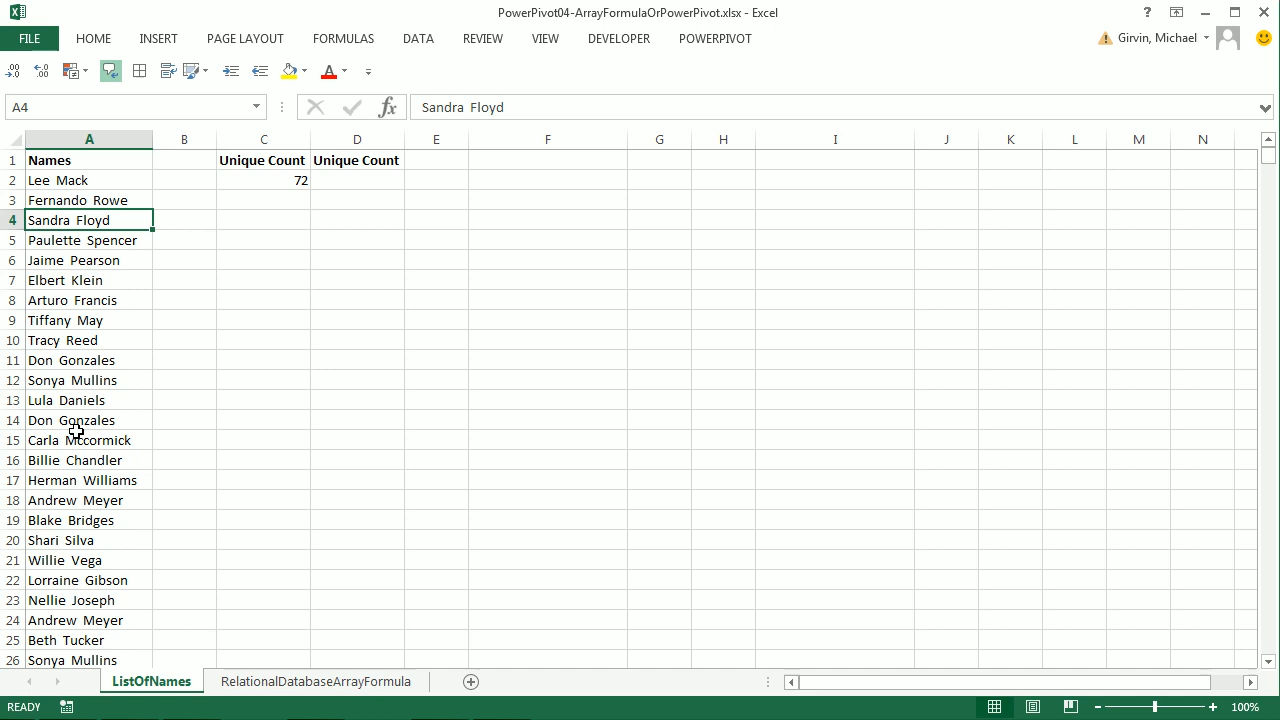 PowerPivot04-ArrayFormulaOrPowerPivot.xlsx - Excel
FILE HOME INSERT PAGE LAYOUT FORMULAS DATA REVIEW VIEW DEVELOPER POWERPIVOT Girvin, Michael
A4 fx Sandra Floyd
A B C D E F G H I J K L M N
1 Names Unique Count Unique Count
2 Lee Mack 72
3 Fernando Rowe
4 Sandra Floyd
5 Paulette Spencer
6 Jaime Pearson
7 Elbert Klein
8 Arturo Francis
9 Tiffany May
10 Tracy Reed
11 Don Gonzales
12 Sonya Mullins
13 Lula Daniels
14 Don Gonzales
15 Carla Mccormick
16 Billie Chandler
17 Herman Williams
18 Andrew Meyer
19 Blake Bridges
20 Shari Silva
21 Willie Vega
22 Lorraine Gibson
23 Nellie Joseph
24 Andrew Meyer
25 Beth Tucker
26 Sonya Mullins
ListOfNames RelationalDatabaseArrayFormula
READY 100%